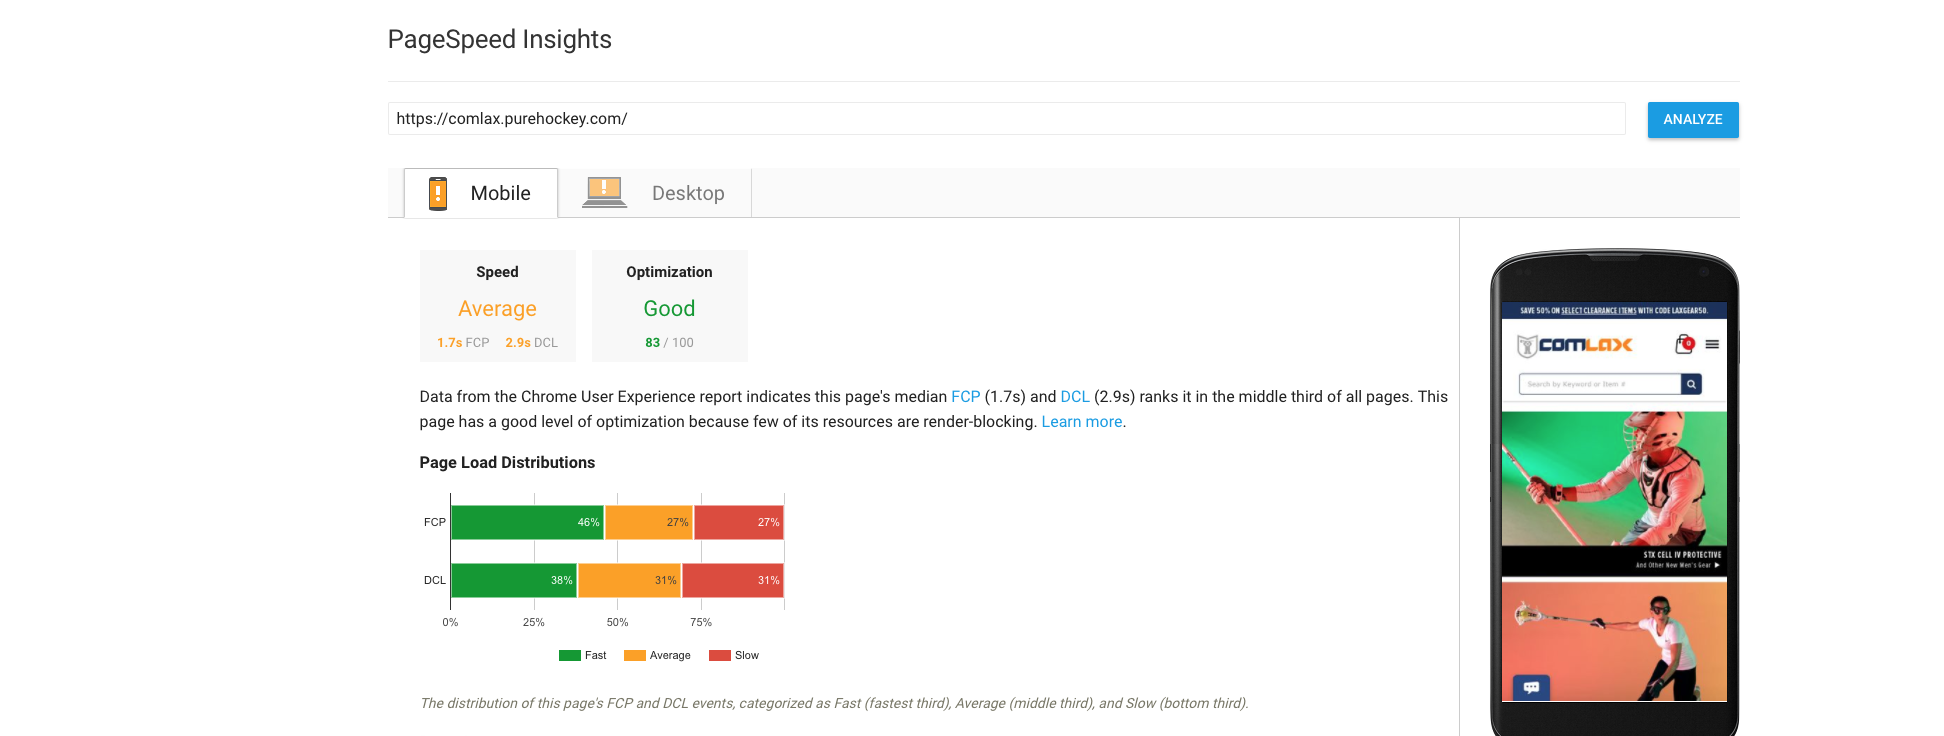 PageSpeed Insights
https://comlax.purehockey.com/
ANALYZE
Mobile
Desktop
Speed
Average
1.7s FCP 2.9s DCL
Optimization
Good
83 / 100
Data from the Chrome User Experience report indicates this page's median FCP (1.7s) and DCL (2.9s) ranks it in the middle third of all pages. This
page has a good level of optimization because few of its resources are render-blocking. Learn more.
Page Load Distributions
FCP 46% 27% 27%
DCL 38% 31% 31%
0% 25% 50% 75%
Fast Average Slow
The distribution of this page's FCP and DCL events, categorized as Fast (fastest third), Average (middle third), and Slow (bottom third).
SAVE 50% ON SELECT CLEARANCE ITEMS WITH CODE LAXGEAR50.
COMLAX
0
Search by Keyword or Item #
STX CELL IV PROTECTIVE
And Other New Men's Gear